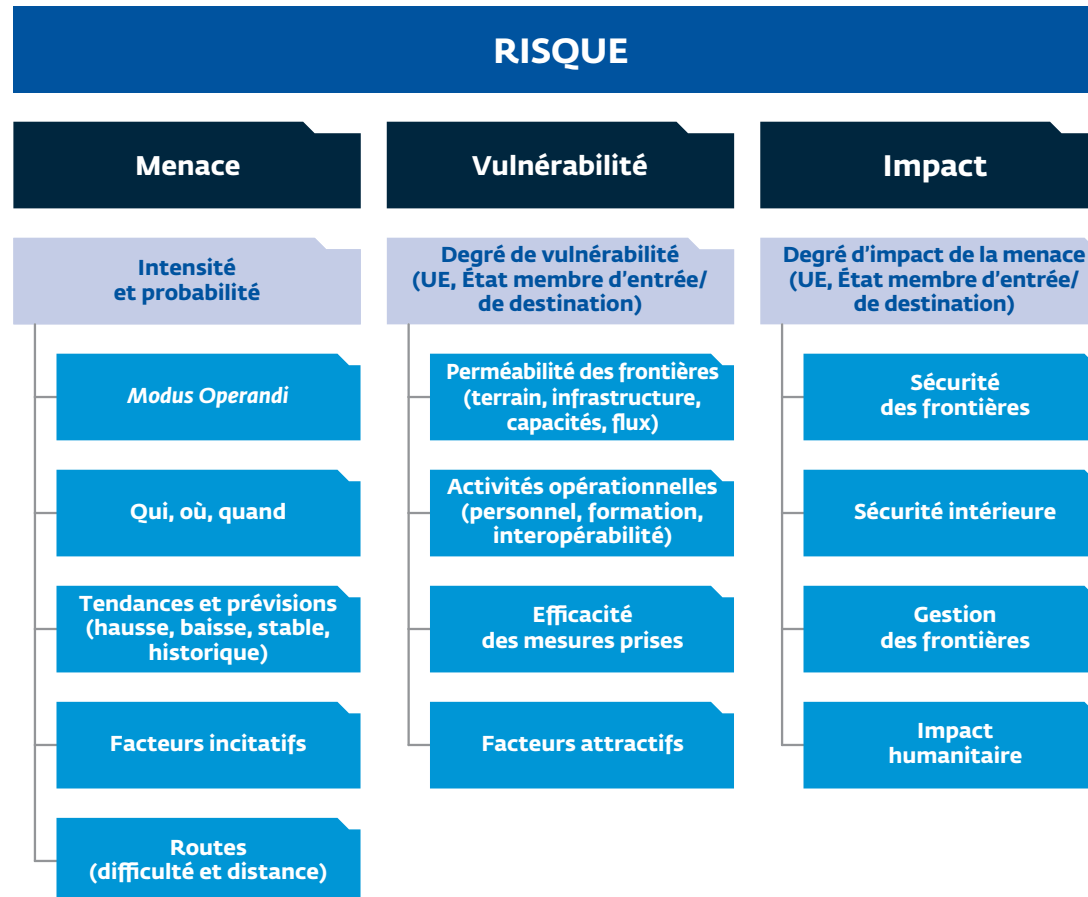 RISQUE
Menace
Intensité
et probabilité
Modus Operandi
Qui, où, quand
Tendances et prévisions
(hausse, baisse, stable,
historique)
Facteurs incitatifs
Routes
(difficulté et distance)
Vulnérabilité
Degré de vulnérabilité
(UE, État membre d'entrée/
de destination)
Perméabilité des frontières
(terrain, infrastructure,
capacités, flux)
Activités opérationnelles
(personnel, formation,
interopérabilité)
Efficacité
des mesures prises
Facteurs attractifs
Impact
Degré d'impact de la menace
(UE, État membre d'entrée/
de destination)
Sécurité
des frontières
Sécurité intérieure
Gestion
des frontières
Impact
humanitaire